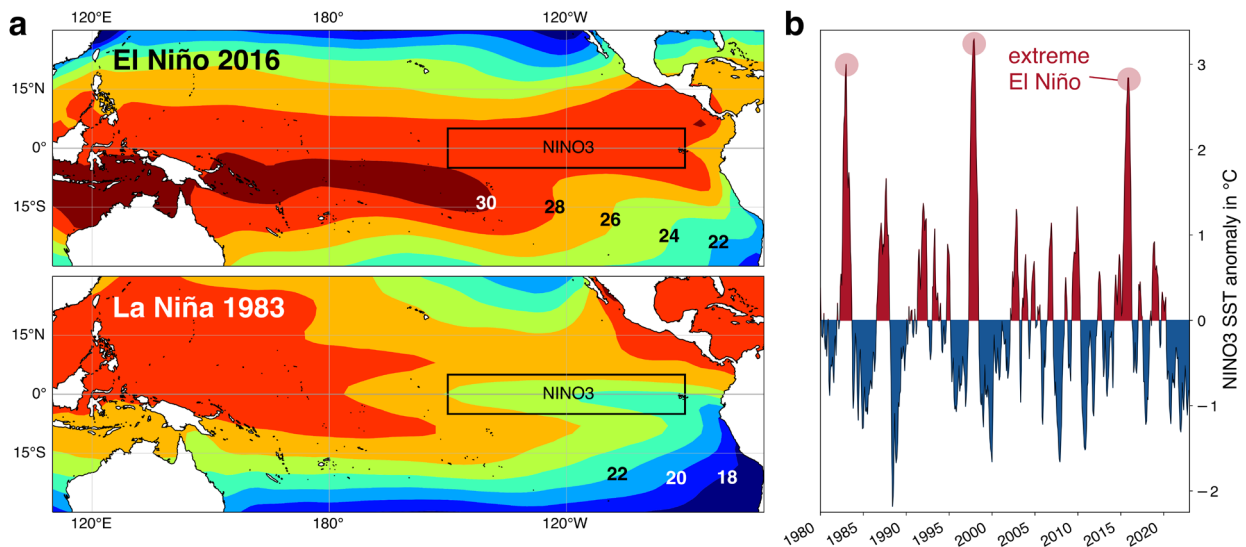 a
120°E 180° 120°W
El Niño 2016
15°N
0°
15°S
NINO3
30
28
26
24
22
La Niña 1983
15°N
0°
15°S
NINO3
22
20
18
120°E 180° 120°W
b
extreme
El Niño
3
2
1
0
−1
−2
NINO3 SST anomaly in °C
1980 1985 1990 1995 2000 2005 2010 2015 2020